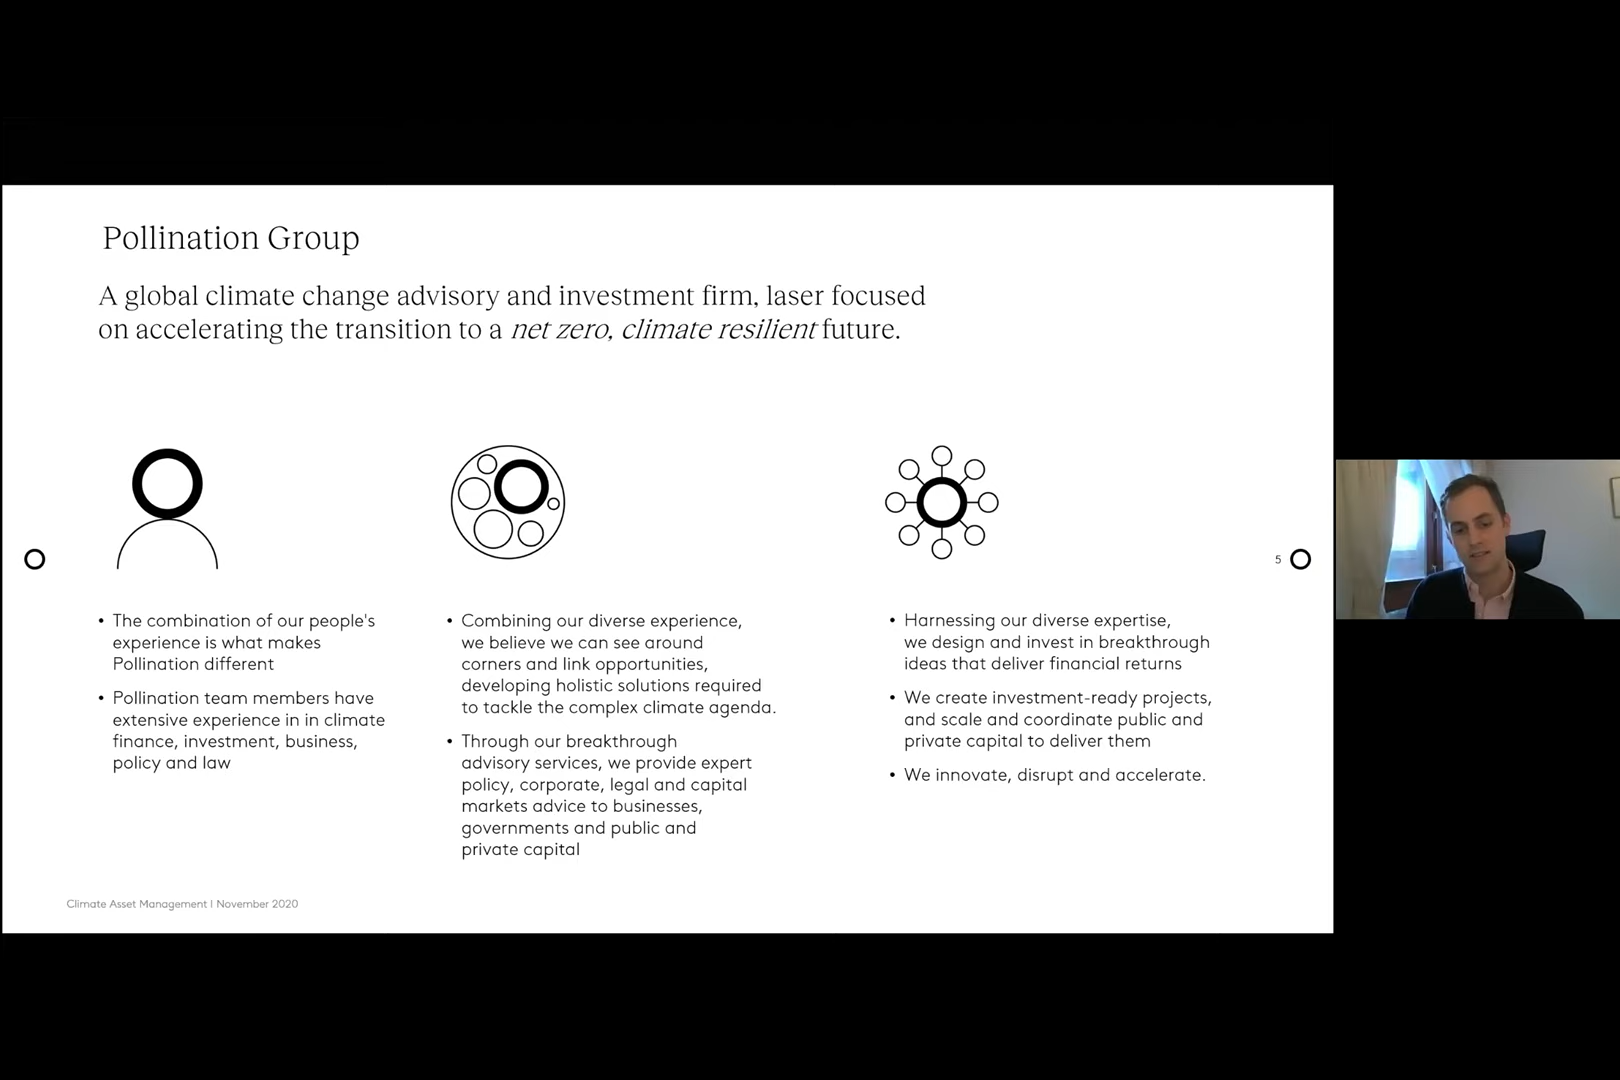 Pollination Group
A global climate change advisory and investment firm, laser focused
on accelerating the transition to a net zero, climate resilient future.
5
• The combination of our people's
experience is what makes
Pollination different
• Pollination team members have
extensive experience in in climate
finance, investment, business,
policy and law
• Combining our diverse experience,
we believe we can see around
corners and link opportunities,
developing holistic solutions required
to tackle the complex climate agenda.
• Through our breakthrough
advisory services, we provide expert
policy, corporate, legal and capital
markets advice to businesses,
governments and public and
private capital
• Harnessing our diverse expertise,
we design and invest in breakthrough
ideas that deliver financial returns
• We create investment-ready projects,
and scale and coordinate public and
private capital to deliver them
• We innovate, disrupt and accelerate.
Climate Asset Management I November 2020